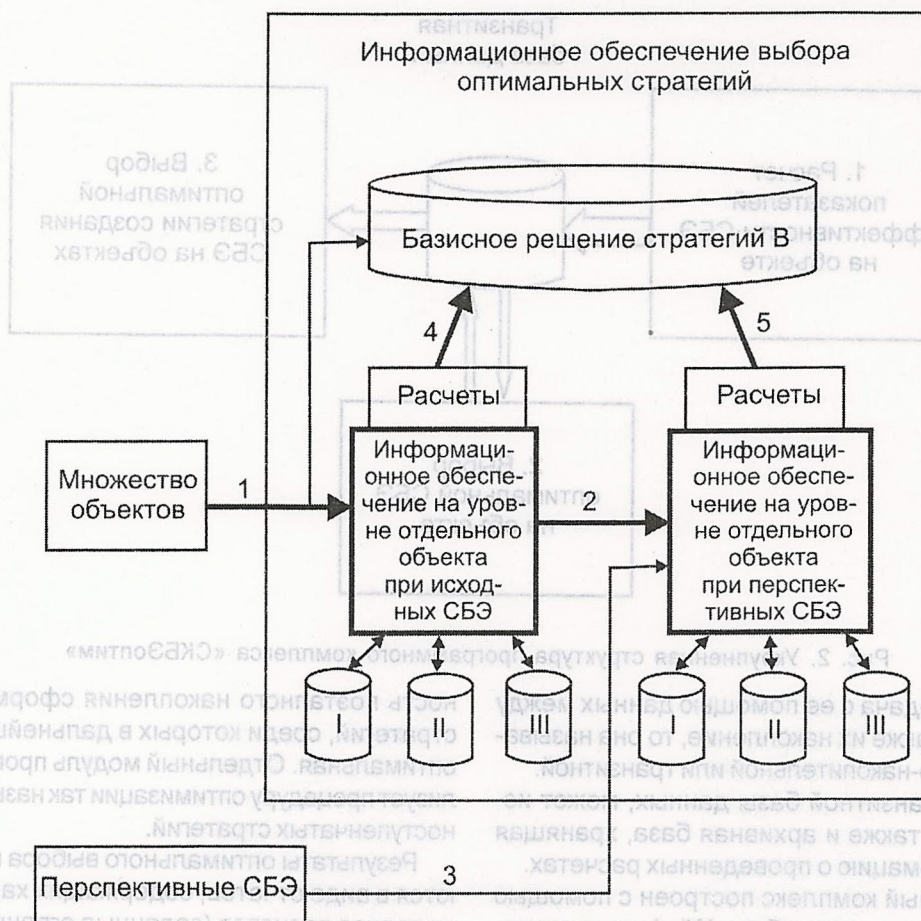 Информационное обеспечение выбора
оптимальных стратегий
Базисное решение стратегий В
4
5
Расчеты
Расчеты
Множество
объектов
1
Информаци-
онное обеспе-
чение на уров-
не отдельного
объекта
при исход-
ных СБЭ
2
Информаци-
онное обеспе-
чение на уров-
не отдельного
объекта
при перспек-
тивных СБЭ
I
II
III
I
II
III
3
Перспективные СБЭ